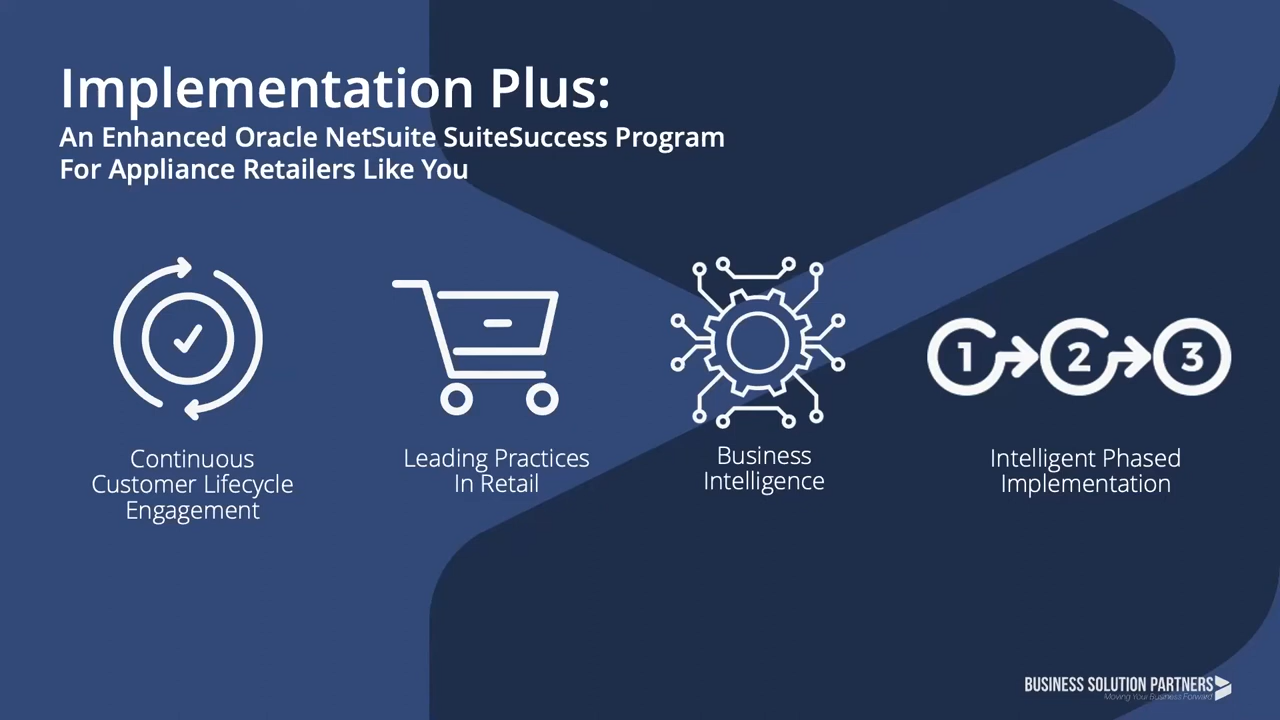 Implementation Plus:
An Enhanced Oracle NetSuite SuiteSuccess Program
For Appliance Retailers Like You
1
2
3
Continuous
Customer Lifecycle
Engagement
Leading Practices
In Retail
Business
Intelligence
Intelligent Phased
Implementation
BUSINESS SOLUTION PARTNERS
Moving Your Business Forward